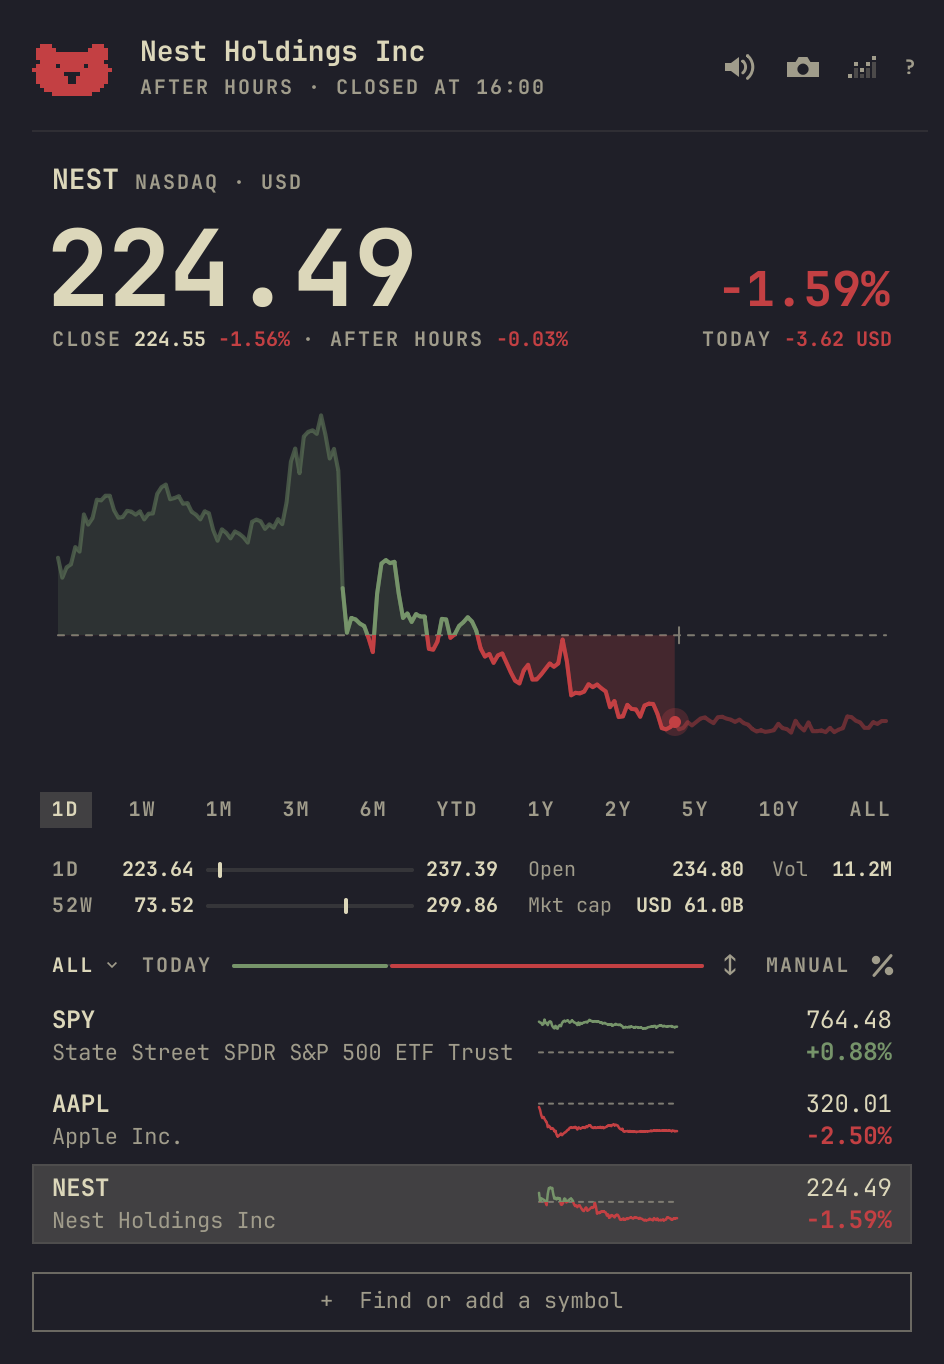 Nest Holdings Inc
AFTER HOURS · CLOSED AT 16:00
?
NEST NASDAQ · USD
224.49
-1.59%
CLOSE 224.55 -1.56% · AFTER HOURS -0.03%
TODAY -3.62 USD
1D 1W 1M 3M 6M YTD 1Y 2Y 5Y 10Y ALL
1D 223.64 237.39 Open 234.80 Vol 11.2M
52W 73.52 299.86 Mkt cap USD 61.0B
ALL TODAY MANUAL %
SPY 764.48
State Street SPDR S&P 500 ETF Trust +0.88%
AAPL 320.01
Apple Inc. -2.50%
NEST 224.49
Nest Holdings Inc -1.59%
+ Find or add a symbol